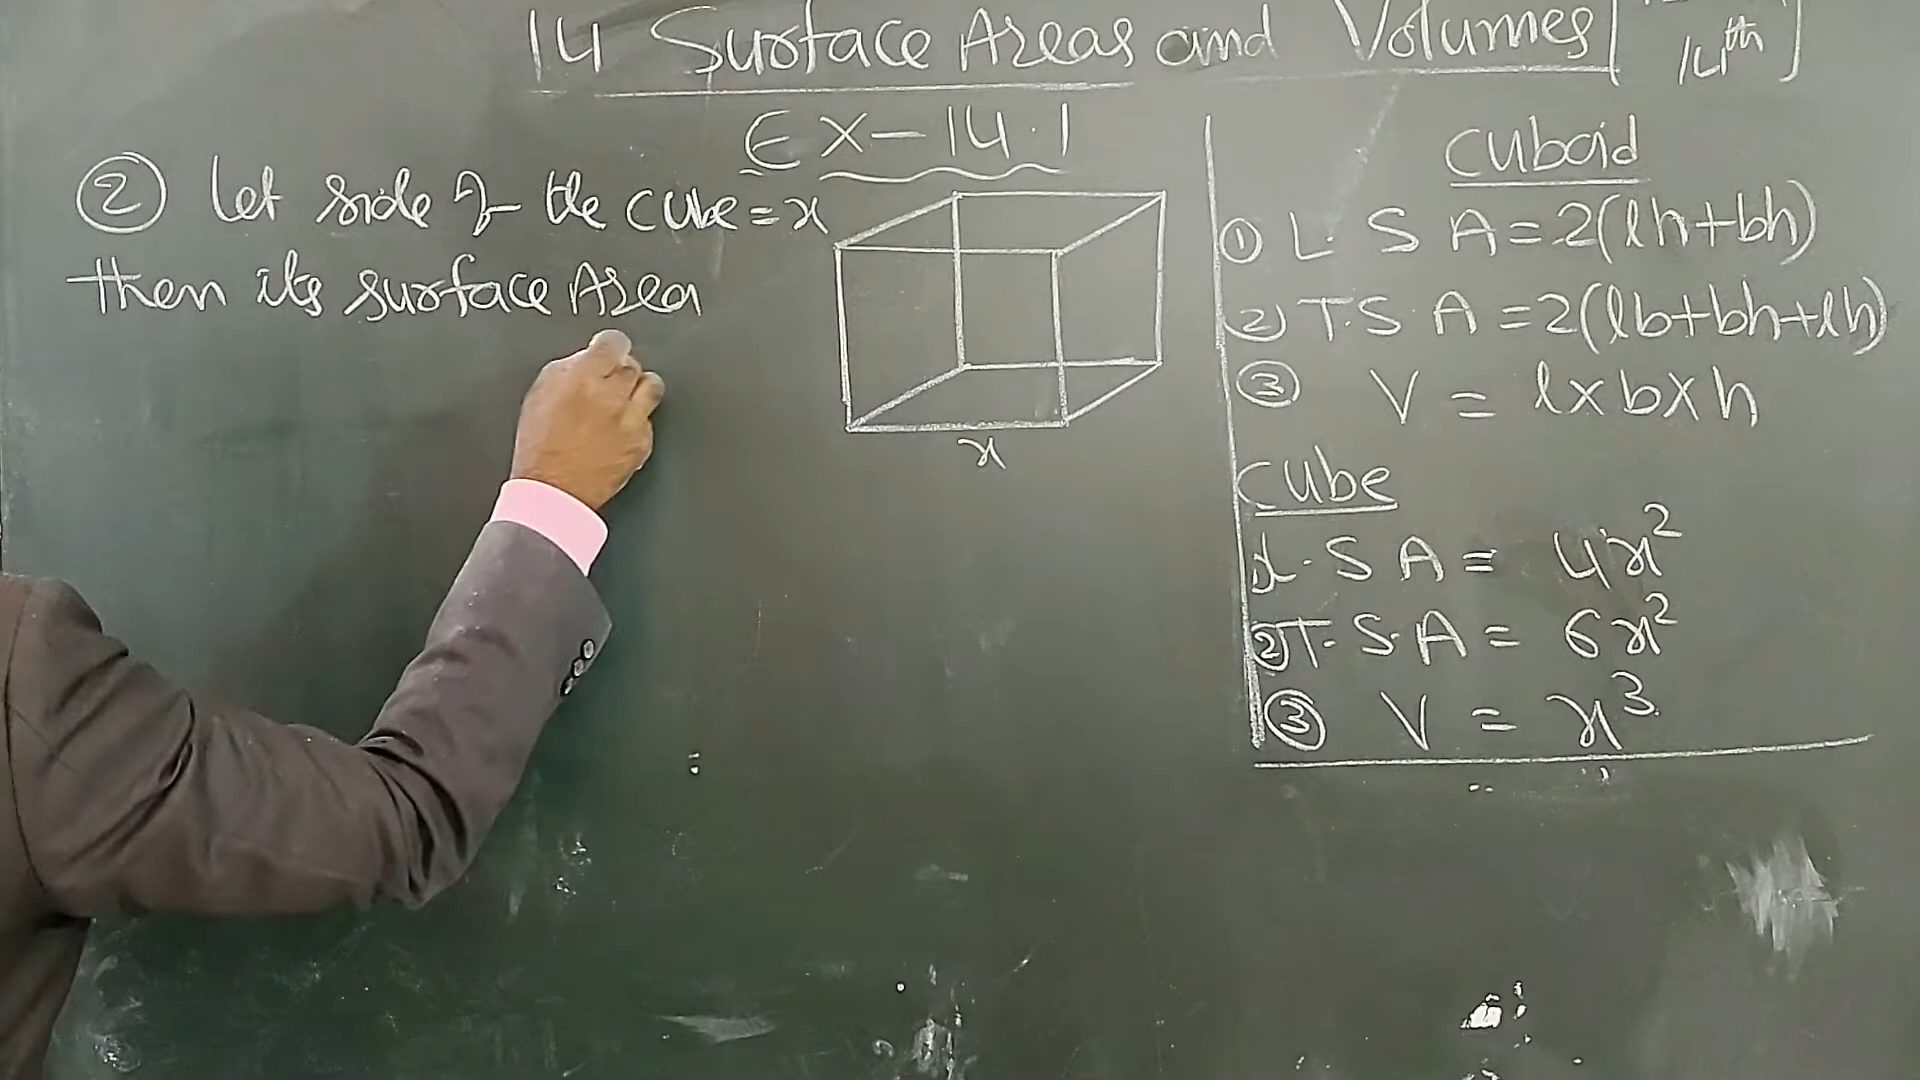 14 Surface Areas and Volumes [
14th ]
Ex-14.1
② Let side of the cube = x
then its surface Area
x
cuboid
① L. S A = 2(lh+bh)
② T.S.A = 2(lb+bh+lh)
③ V = l×b×h
cube
L.S A = 4x²
② T.S.A = 6x²
③ V = x³